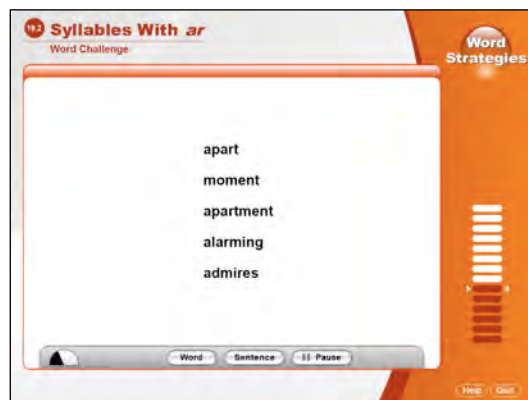 19.2 Syllables With ar
Word Challenge
Word
Strategies
apart
moment
apartment
alarming
admires
Word Sentence Pause
Help Quit